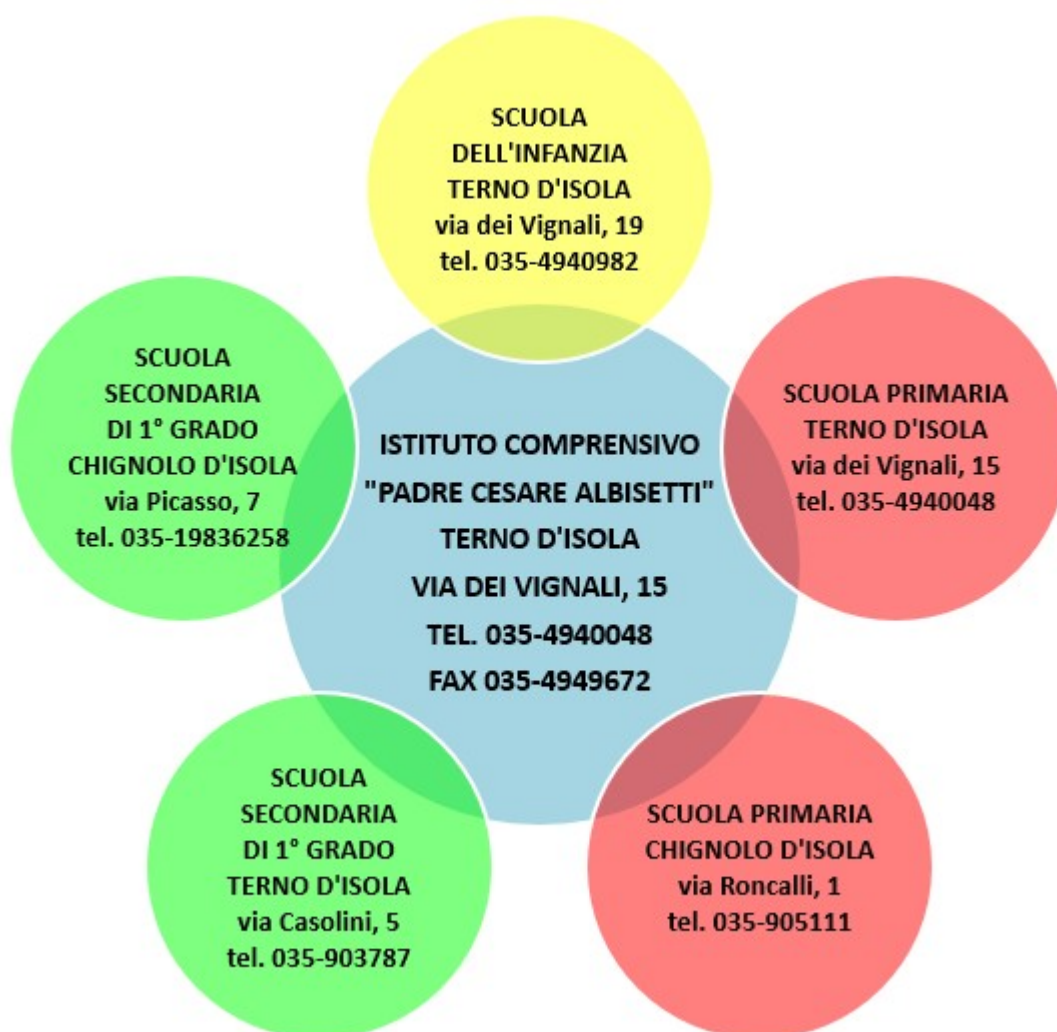 SCUOLA
DELL'INFANZIA
TERNO D'ISOLA
via dei Vignali, 19
tel. 035-4940982
SCUOLA
SECONDARIA
DI 1° GRADO
CHIGNOLO D'ISOLA
via Picasso, 7
tel. 035-19836258
ISTITUTO COMPRENSIVO
"PADRE CESARE ALBISETTI"
TERNO D'ISOLA
VIA DEI VIGNALI, 15
TEL. 035-4940048
FAX 035-4949672
SCUOLA PRIMARIA
TERNO D'ISOLA
via dei Vignali, 15
tel. 035-4940048
SCUOLA
SECONDARIA
DI 1° GRADO
TERNO D'ISOLA
via Casolini, 5
tel. 035-903787
SCUOLA PRIMARIA
CHIGNOLO D'ISOLA
via Roncalli, 1
tel. 035-905111